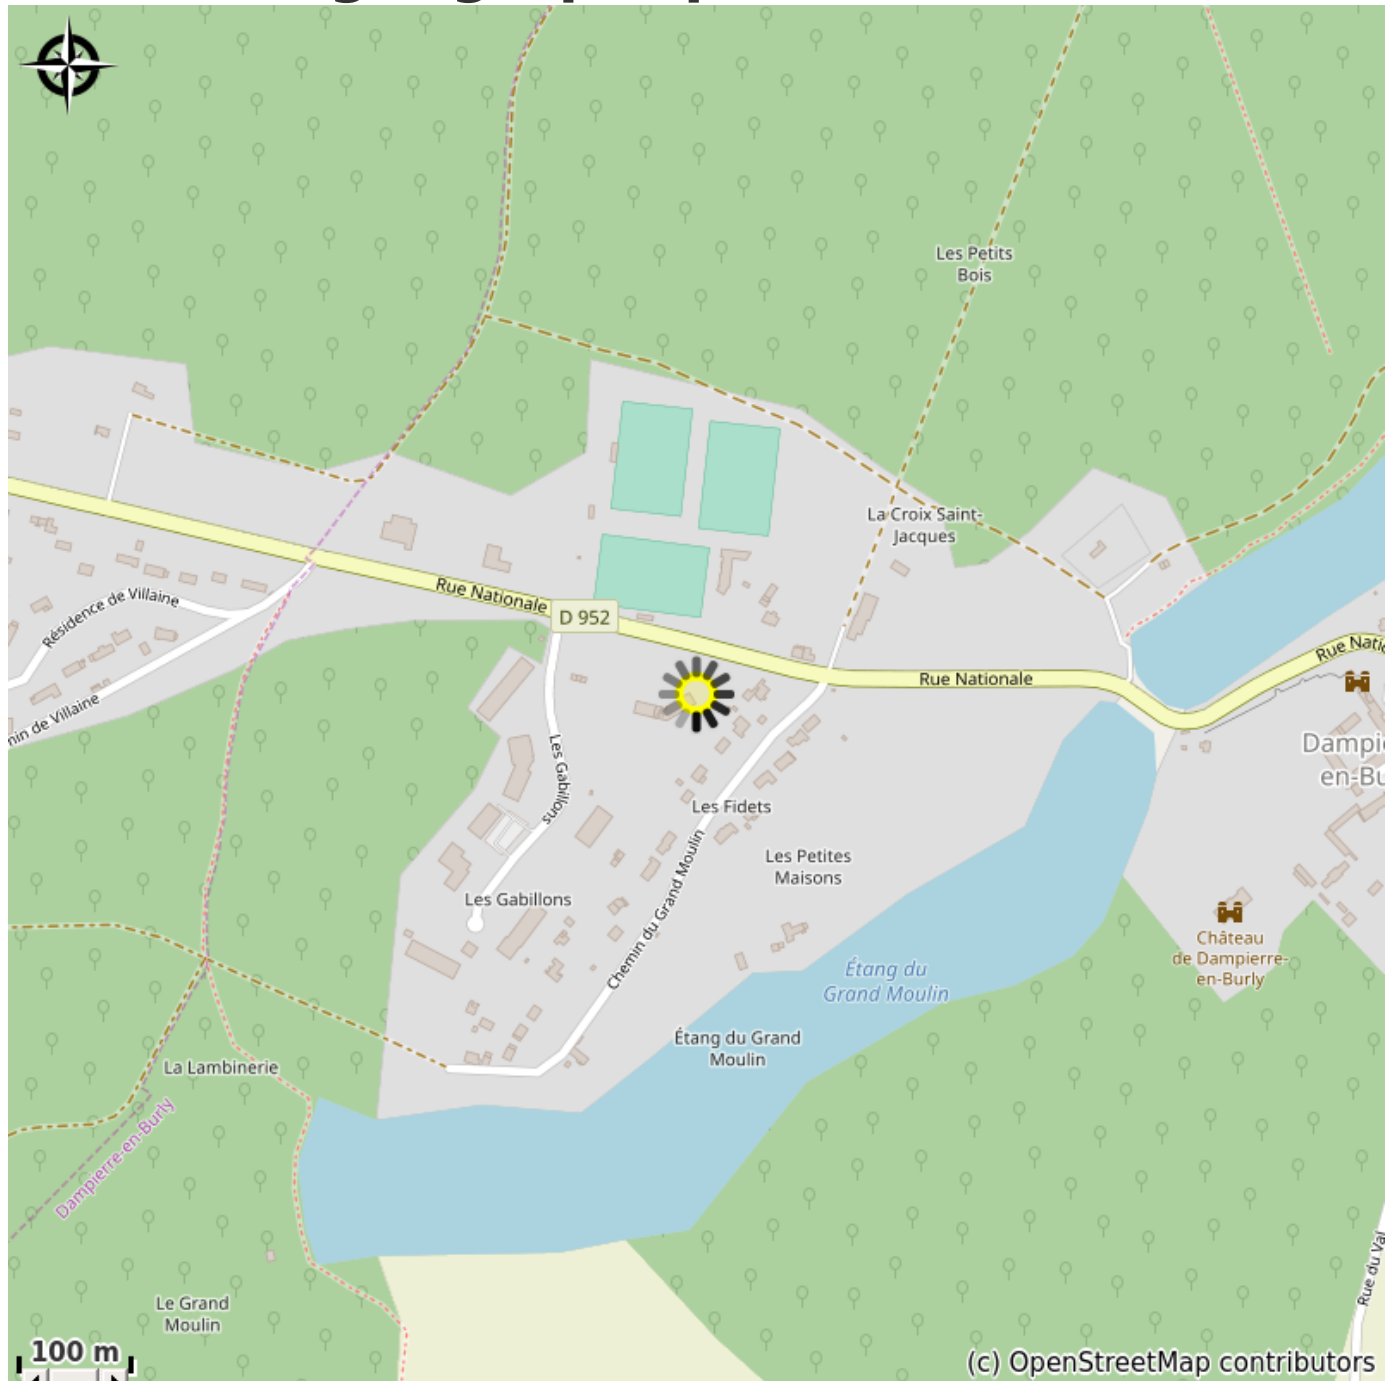 Les Petits
Bois
La Croix Saint-
Jacques
Rue Nationale
D 952
Résidence de Villaine
Rue Nationale
de Villaine
Les Gabillons
Les Fidets
Les Petites
Maisons
Les Gabillons
Chemin du Grand Moulin
Château
de Dampierre-
en-Burly
Étang du
Grand Moulin
Étang du Grand
Moulin
La Lambinerie
Dampierre-en-Burly
Rue du Val
Le Grand
Moulin
100 m
(c) OpenStreetMap contributors